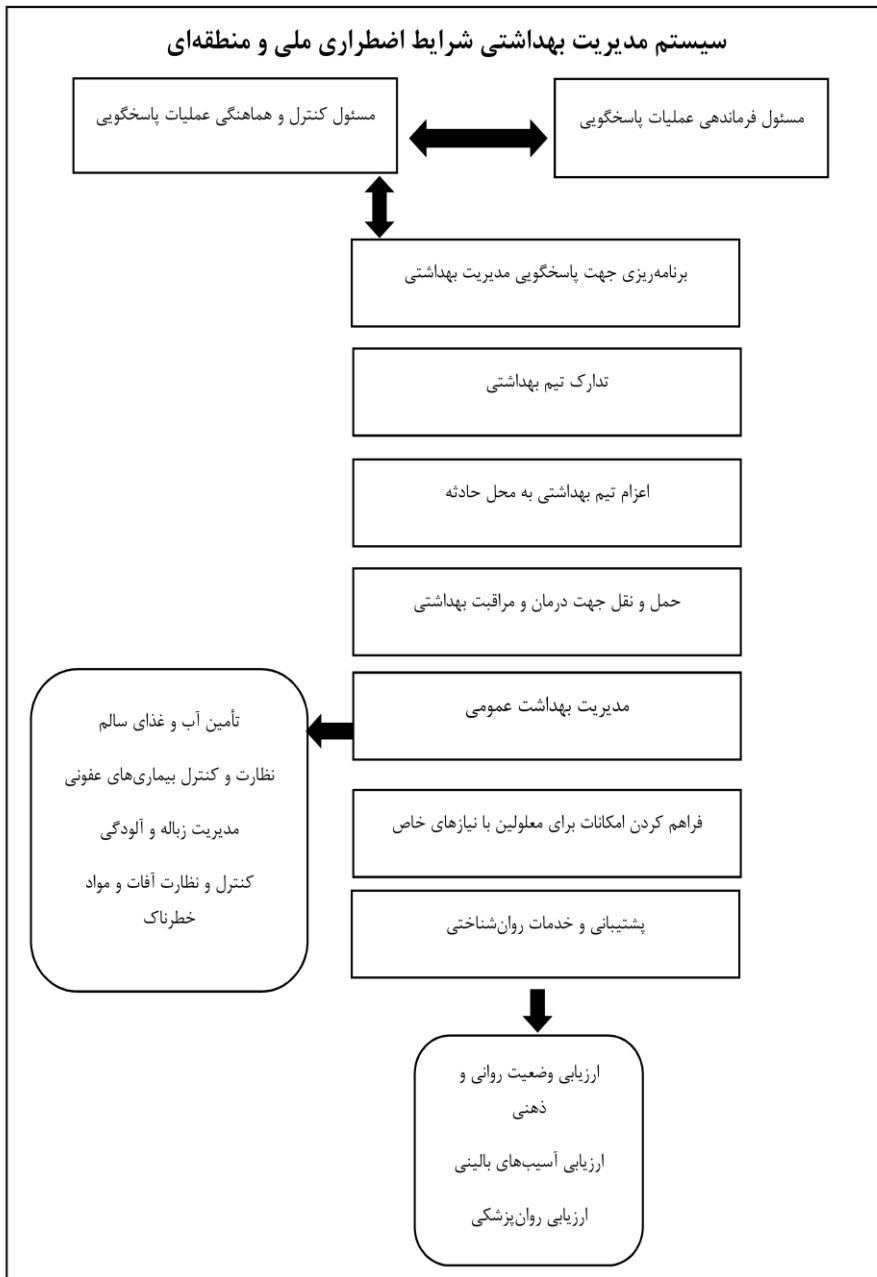 سیستم مدیریت بهداشتی شرایط اضطراری ملی و منطقه‌ای
مسئول فرماندهی عملیات پاسخگویی
مسئول کنترل و هماهنگی عملیات پاسخگویی
برنامه‌ریزی جهت پاسخگویی مدیریت بهداشتی
تدارک تیم بهداشتی
اعزام تیم بهداشتی به محل حادثه
حمل و نقل جهت درمان و مراقبت بهداشتی
مدیریت بهداشت عمومی
تأمین آب و غذای سالم
نظارت و کنترل بیماری‌های عفونی
مدیریت زباله و آلودگی
کنترل و نظارت آفات و مواد
خطرناک
فراهم کردن امکانات برای معلولین با نیازهای خاص
پشتیبانی و خدمات روان‌شناختی
ارزیابی وضعیت روانی و
ذهنی
ارزیابی آسیب‌های بالینی
ارزیابی روان‌پزشکی